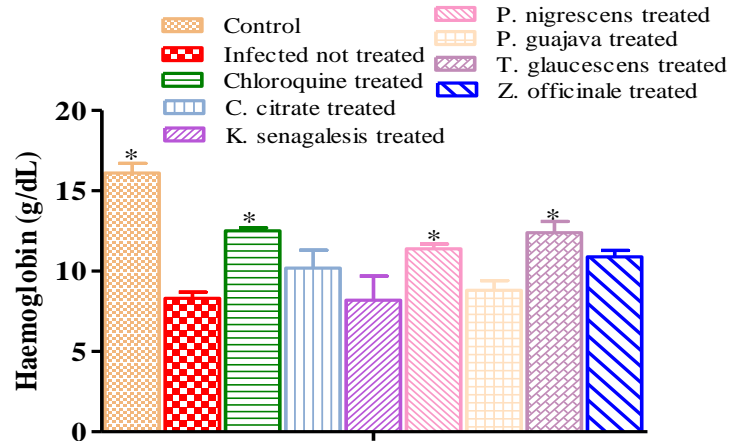 Control
Infected not treated
Chloroquine treated
C. citrate treated
K. senagalesis treated
P. nigrescens treated
P. guajava treated
T. glaucescens treated
Z. officinale treated
Haemoglobin (g/dL)
20
15
10
5
0
*
*
*
*